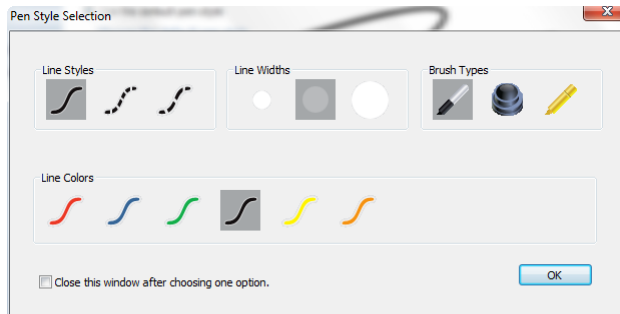 Pen Style Selection
Line Styles
Line Widths
Brush Types
Line Colors
Close this window after choosing one option.
OK